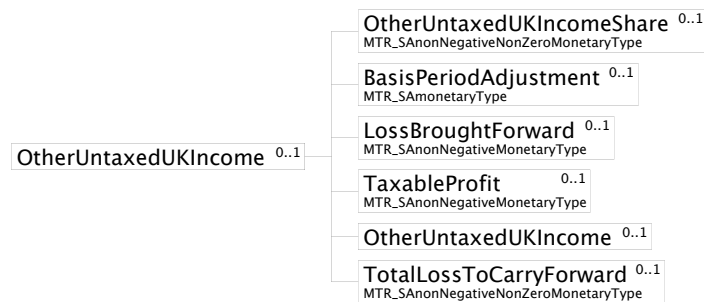 OtherUntaxedUKIncomeShare 0..1
MTR_SAnonNegativeNonZeroMonetaryType
BasisPeriodAdjustment 0..1
MTR_SAmonetaryType
LossBroughtForward 0..1
MTR_SAnonNegativeMonetaryType
OtherUntaxedUKIncome 0..1
TaxableProfit 0..1
MTR_SAnonNegativeMonetaryType
OtherUntaxedUKIncome 0..1
TotalLossToCarryForward 0..1
MTR_SAnonNegativeNonZeroMonetaryType